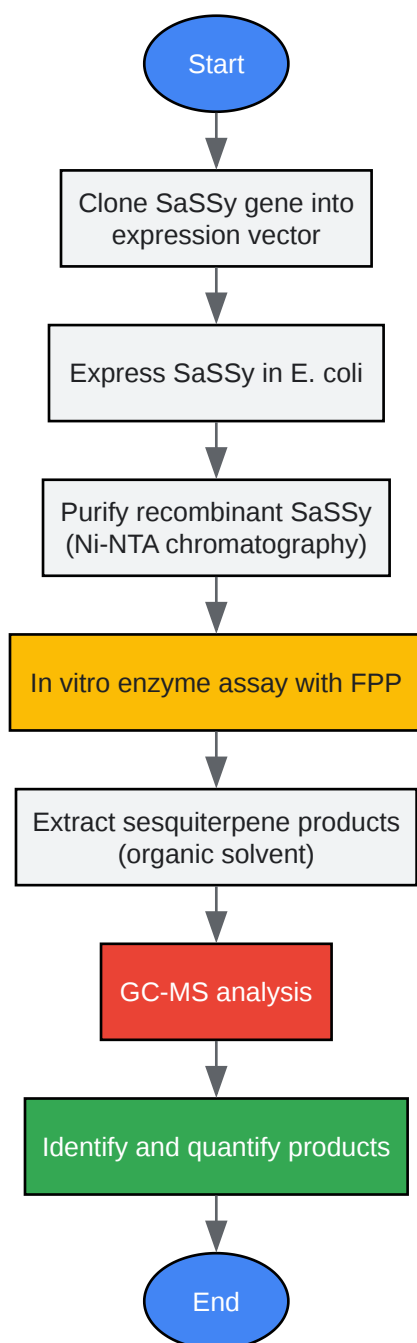 Start
Clone SaSSy gene into
expression vector
Express SaSSy in E. coli
Purify recombinant SaSSy
(Ni-NTA chromatography)
In vitro enzyme assay with FPP
Extract sesquiterpene products
(organic solvent)
GC-MS analysis
Identify and quantify products
End